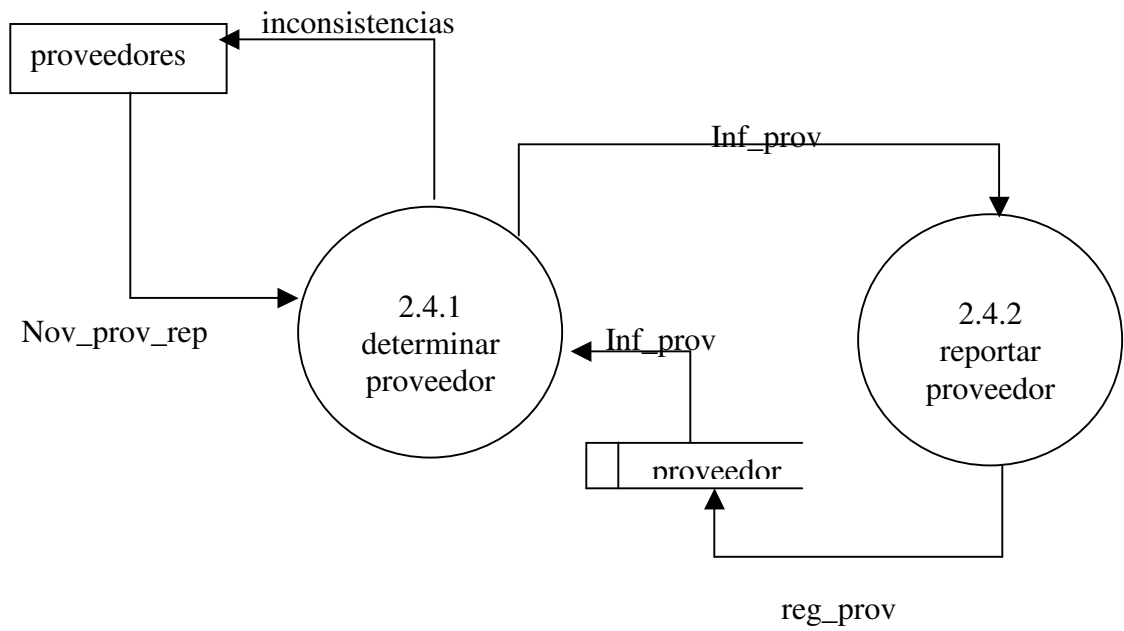 inconsistencias
proveedores
Inf_prov
2.4.1
determinar
proveedor
2.4.2
reportar
proveedor
Nov_prov_rep
Inf_prov
proveedor
reg_prov